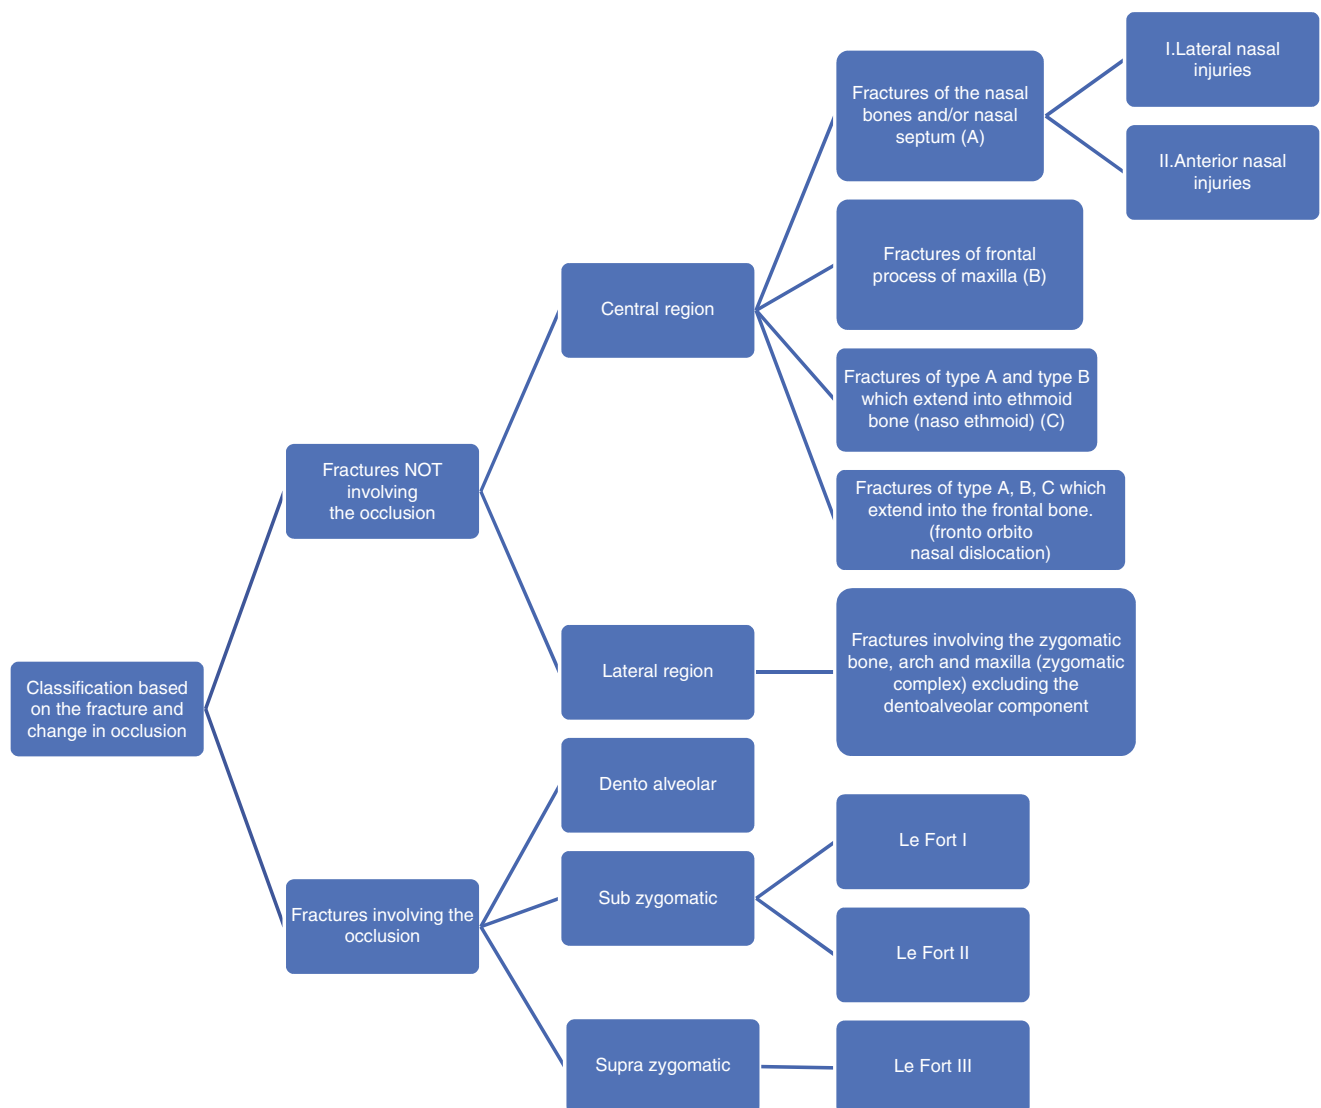 Classification based
on the fracture and
change in occlusion
Fractures NOT
involving
the occlusion
Central region
Fractures of the nasal
bones and/or nasal
septum (A)
I.Lateral nasal
injuries
II.Anterior nasal
injuries
Fractures of frontal
process of maxilla (B)
Fractures of type A and type B
which extend into ethmoid
bone (naso ethmoid) (C)
Fractures of type A, B, C which
extend into the frontal bone.
(fronto orbito
nasal dislocation)
Lateral region
Fractures involving the zygomatic
bone, arch and maxilla (zygomatic
complex) excluding the
dentoalveolar component
Fractures involving the
occlusion
Dento alveolar
Sub zygomatic
Le Fort I
Le Fort II
Supra zygomatic
Le Fort III